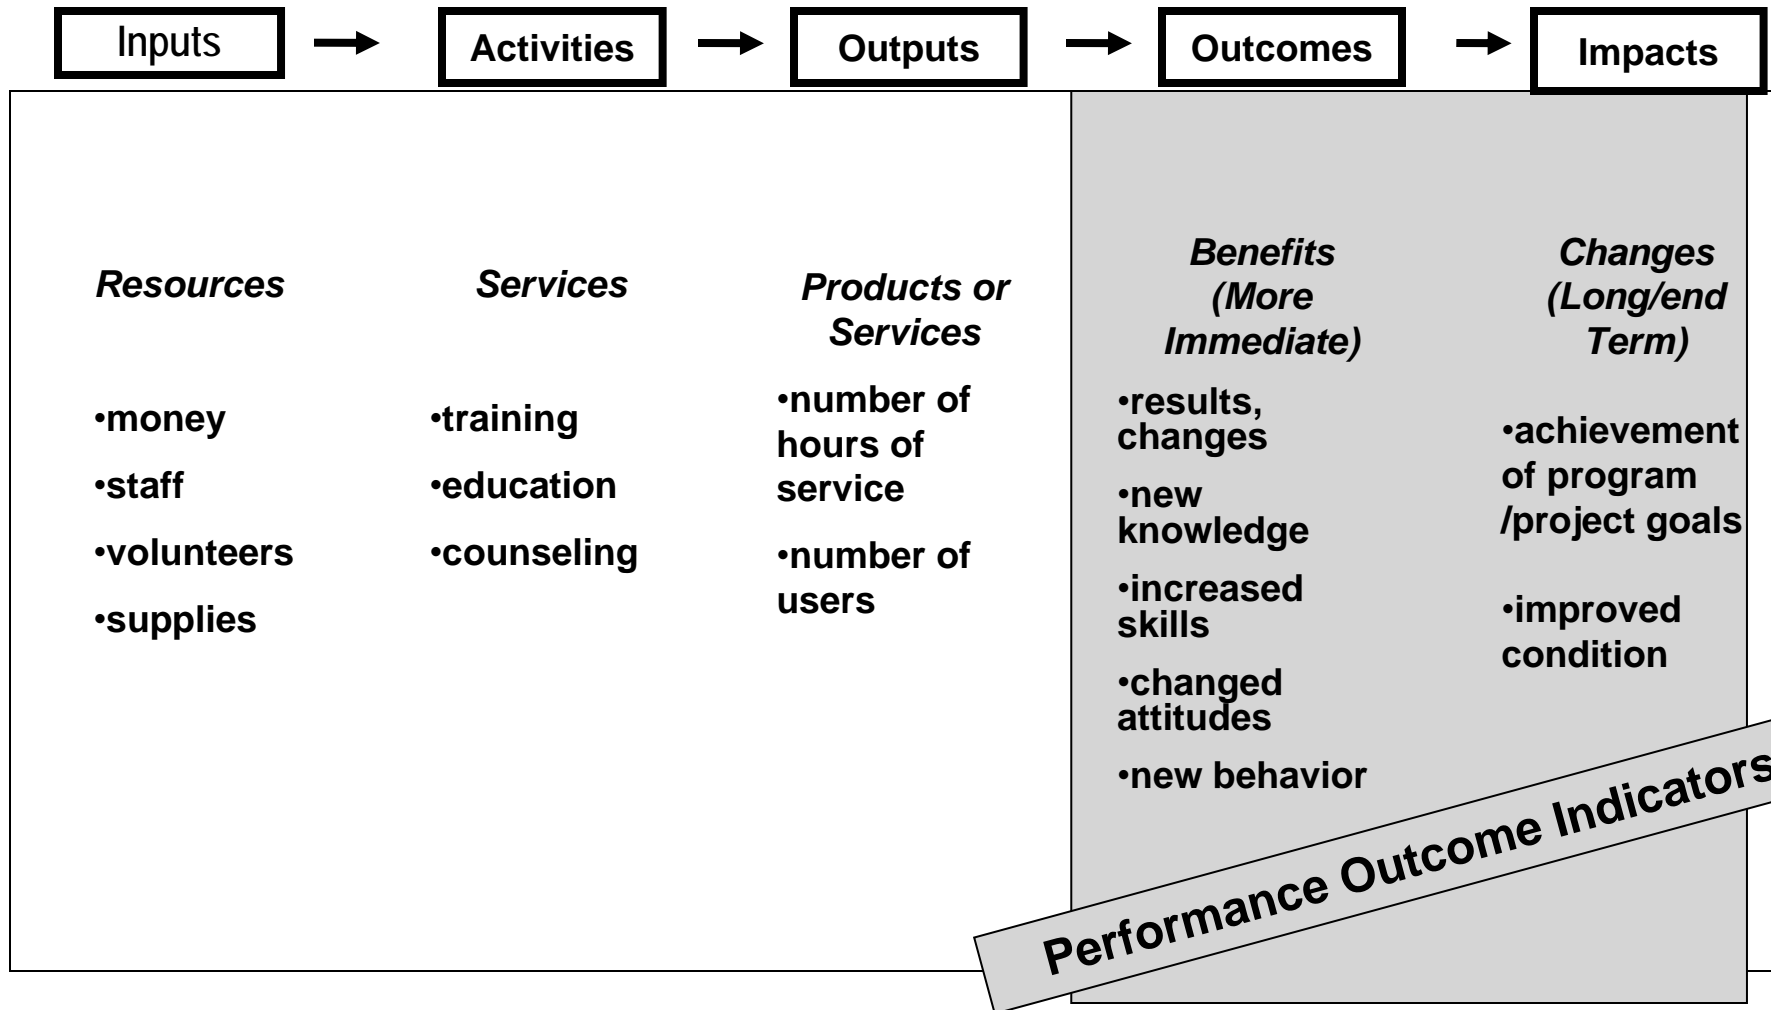 Inputs
Activities
Outputs
Outcomes
Impacts
Resources
•money
•staff
•volunteers
•supplies
Services
•training
•education
•counseling
Products or
Services
•number of
hours of
service
•number of
users
Benefits
(More
Immediate)
•results,
changes
•new
knowledge
•increased
skills
•changed
attitudes
•new behavior
Changes
(Long/end
Term)
•achievement
of program
/project goals
•improved
condition
Performance Outcome Indicators